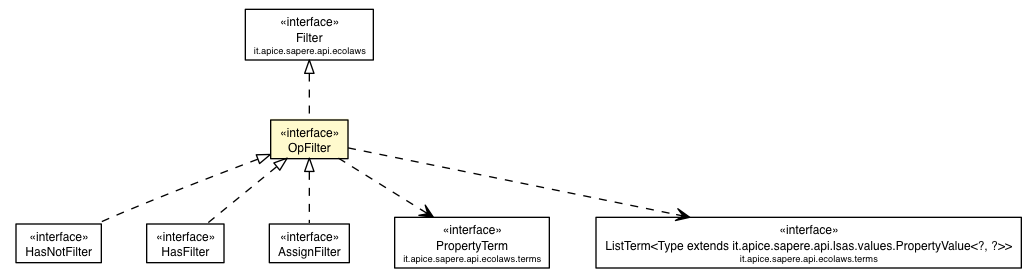 «interface»
Filter
it.apice.sapere.api.ecolaws
«interface»
OpFilter
«interface»
HasNotFilter
«interface»
HasFilter
«interface»
AssignFilter
«interface»
PropertyTerm
it.apice.sapere.api.ecolaws.terms
«interface»
ListTerm<Type extends it.apice.sapere.api.lsas.values.PropertyValue<?, ?>>
it.apice.sapere.api.ecolaws.terms